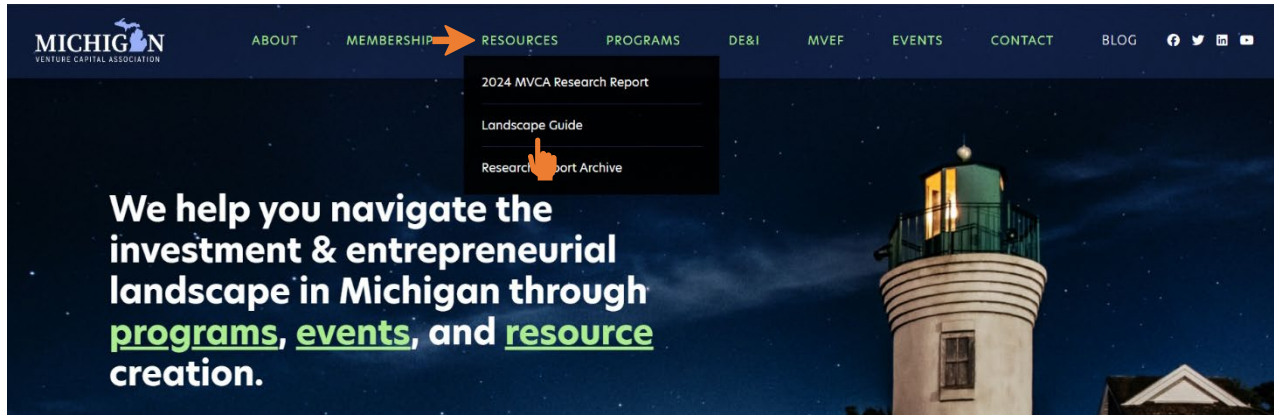 MICHIGAN
VENTURE CAPITAL ASSOCIATION
ABOUT MEMBERSHIP RESOURCES PROGRAMS DE&I MVEF EVENTS CONTACT BLOG
2024 MVCA Research Report
Landscape Guide
Research Report Archive
We help you navigate the
investment & entrepreneurial
landscape in Michigan through
programs, events, and resource
creation.